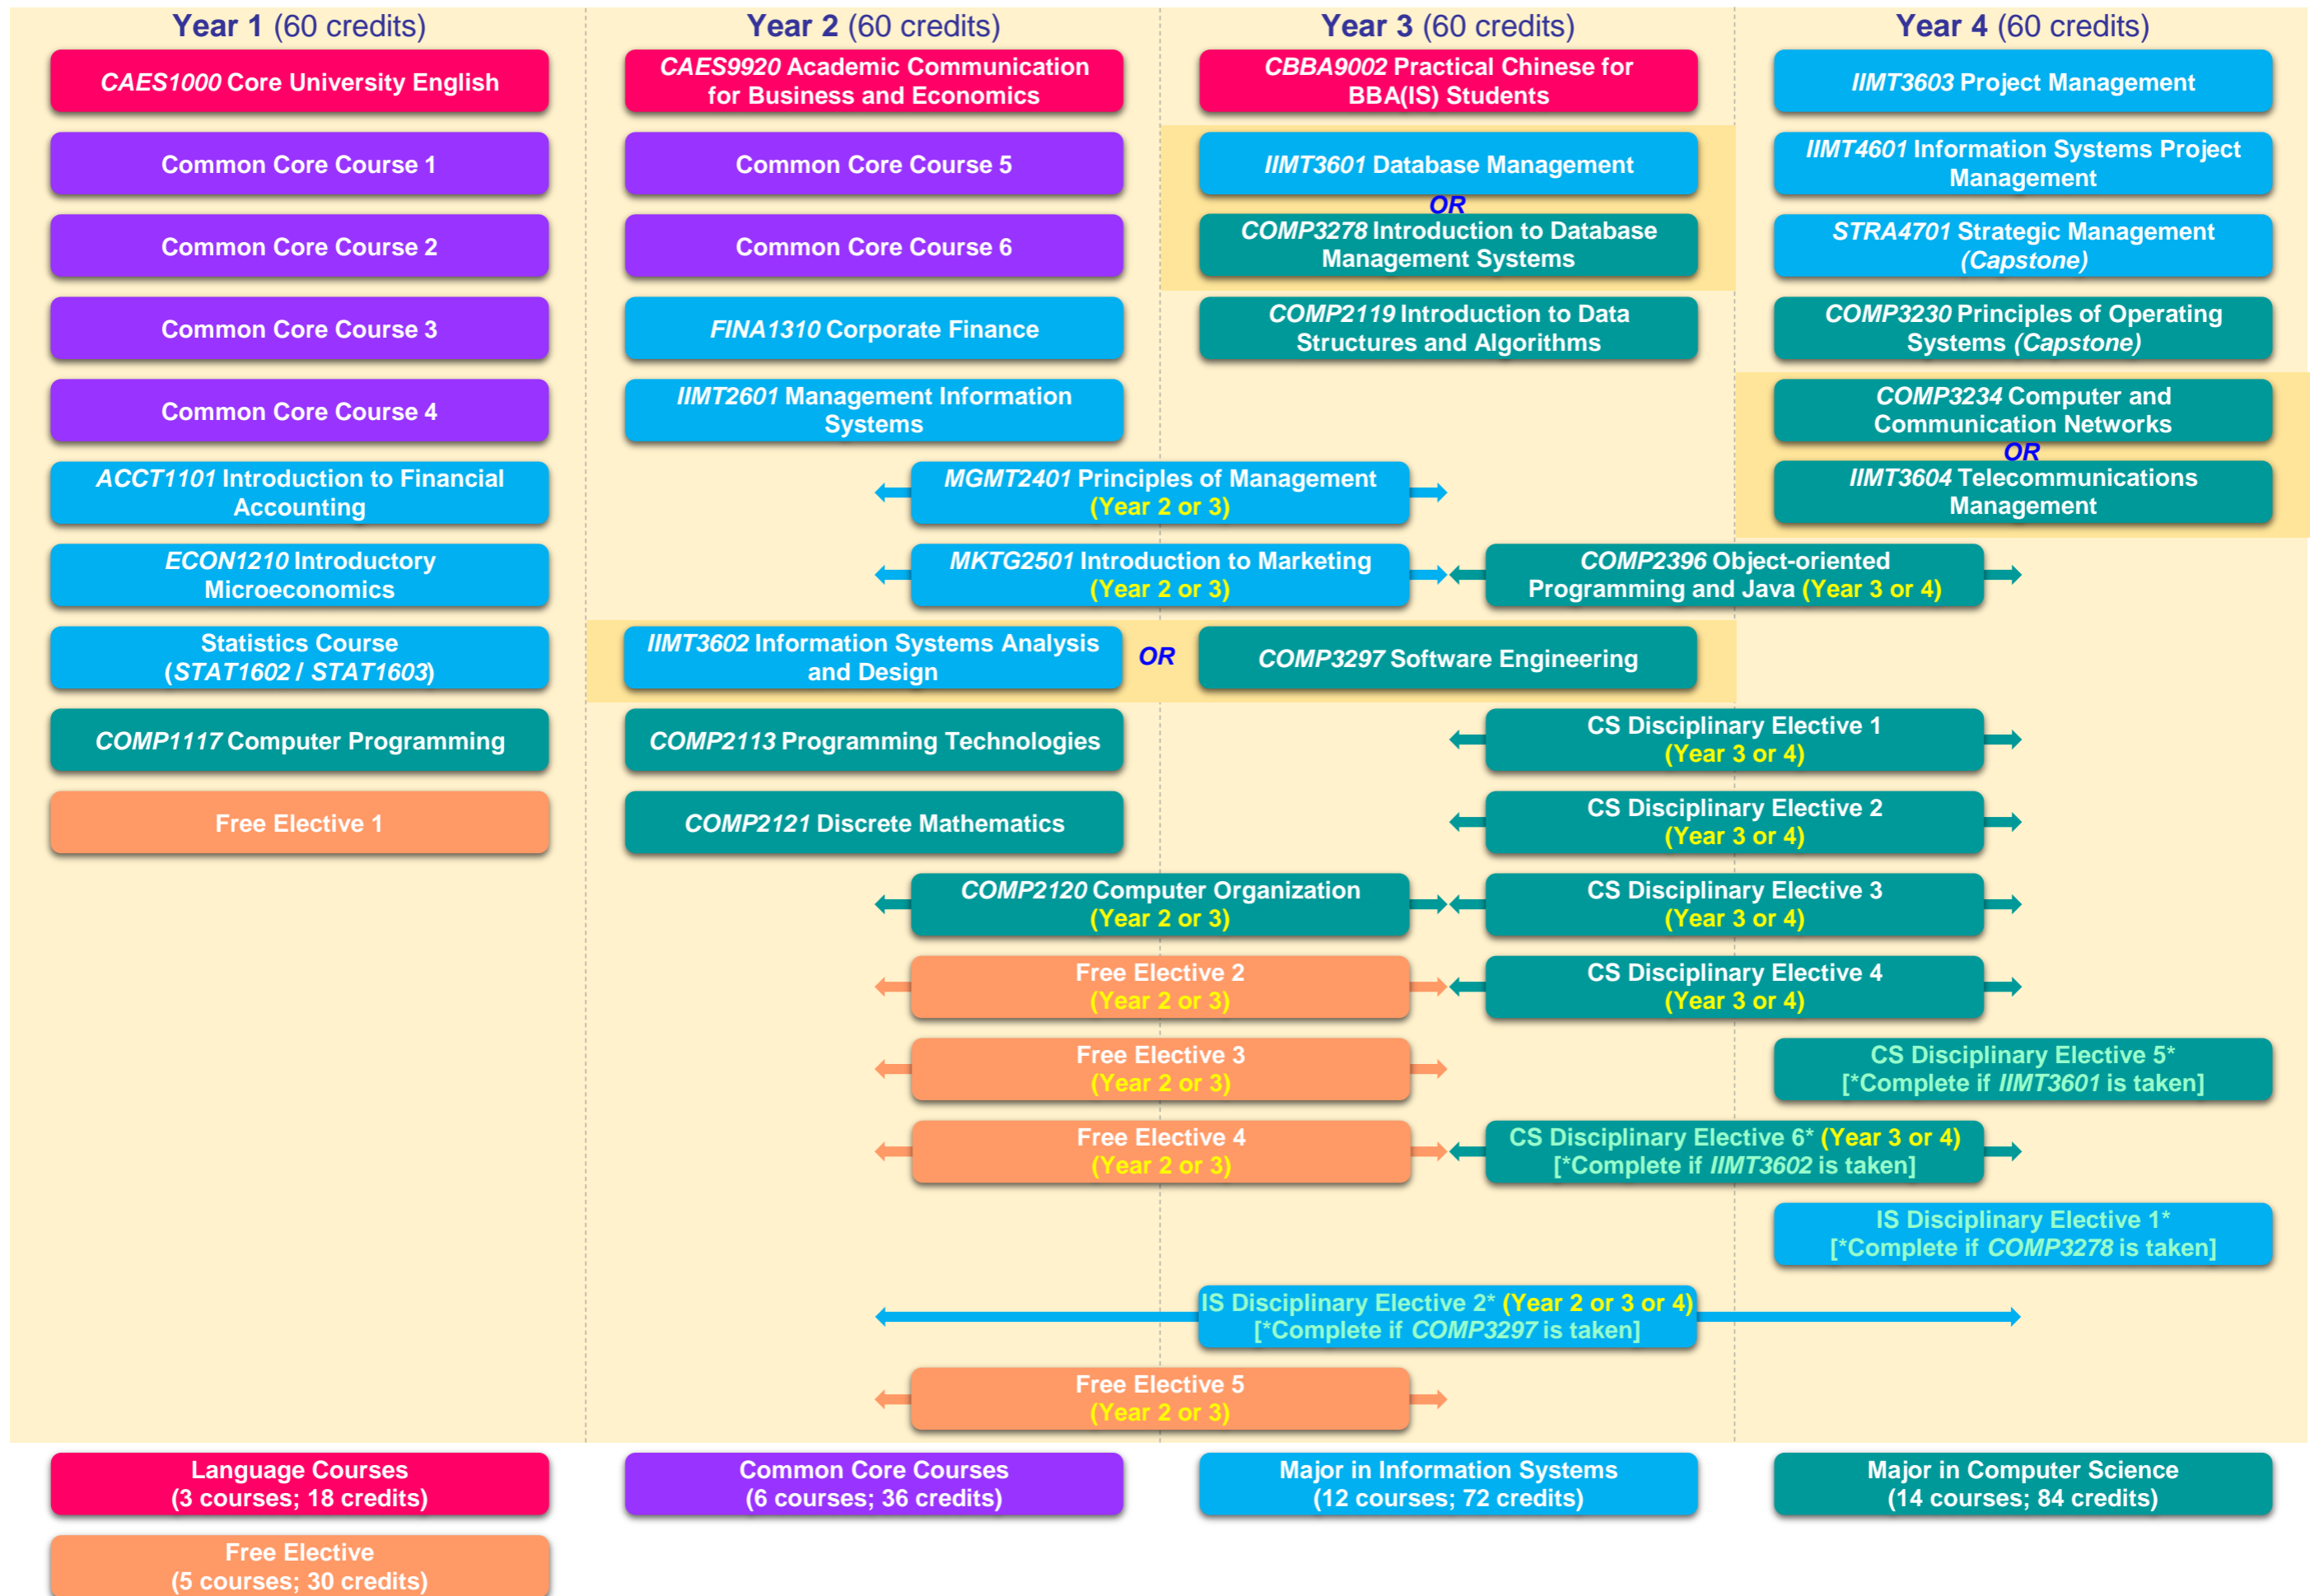 Year 1 (60 credits)
CAES1000 Core University English
Common Core Course 1
Common Core Course 2
Common Core Course 3
Common Core Course 4
ACCT1101 Introduction to Financial
Accounting
ECON1210 Introductory
Microeconomics
Statistics Course
(STAT1602 / STAT1603)
COMP1117 Computer Programming
Free Elective 1
Year 2 (60 credits)
CAES9920 Academic Communication
for Business and Economics
Common Core Course 5
Common Core Course 6
FINA1310 Corporate Finance
IIMT2601 Management Information
Systems
MGMT2401 Principles of Management
(Year 2 or 3)
MKTG2501 Introduction to Marketing
(Year 2 or 3)
IIMT3602 Information Systems Analysis
and Design
OR
COMP3297 Software Engineering
COMP2113 Programming Technologies
COMP2121 Discrete Mathematics
COMP2120 Computer Organization
(Year 2 or 3)
Free Elective 2
(Year 2 or 3)
Free Elective 3
(Year 2 or 3)
Free Elective 4
(Year 2 or 3)
Year 3 (60 credits)
CBBA9002 Practical Chinese for
BBA(IS) Students
IIMT3601 Database Management
OR
COMP3278 Introduction to Database
Management Systems
COMP2119 Introduction to Data
Structures and Algorithms
COMP2396 Object-oriented
Programming and Java (Year 3 or 4)
CS Disciplinary Elective 1
(Year 3 or 4)
CS Disciplinary Elective 2
(Year 3 or 4)
CS Disciplinary Elective 3
(Year 3 or 4)
CS Disciplinary Elective 4
(Year 3 or 4)
Year 4 (60 credits)
IIMT3603 Project Management
IIMT4601 Information Systems Project
Management
STRA4701 Strategic Management
(Capstone)
COMP3230 Principles of Operating
Systems (Capstone)
COMP3234 Computer and
Communication Networks
OR
IIMT3604 Telecommunications
Management
CS Disciplinary Elective 5*
[*Complete if IIMT3601 is taken]
CS Disciplinary Elective 6* (Year 3 or 4)
[*Complete if IIMT3602 is taken]
IS Disciplinary Elective 1*
[*Complete if COMP3278 is taken]
IS Disciplinary Elective 2* (Year 2 or 3 or 4)
[*Complete if COMP3297 is taken]
Free Elective 5
(Year 2 or 3)
Language Courses
(3 courses; 18 credits)
Common Core Courses
(6 courses; 36 credits)
Major in Information Systems
(12 courses; 72 credits)
Major in Computer Science
(14 courses; 84 credits)
Free Elective
(5 courses; 30 credits)